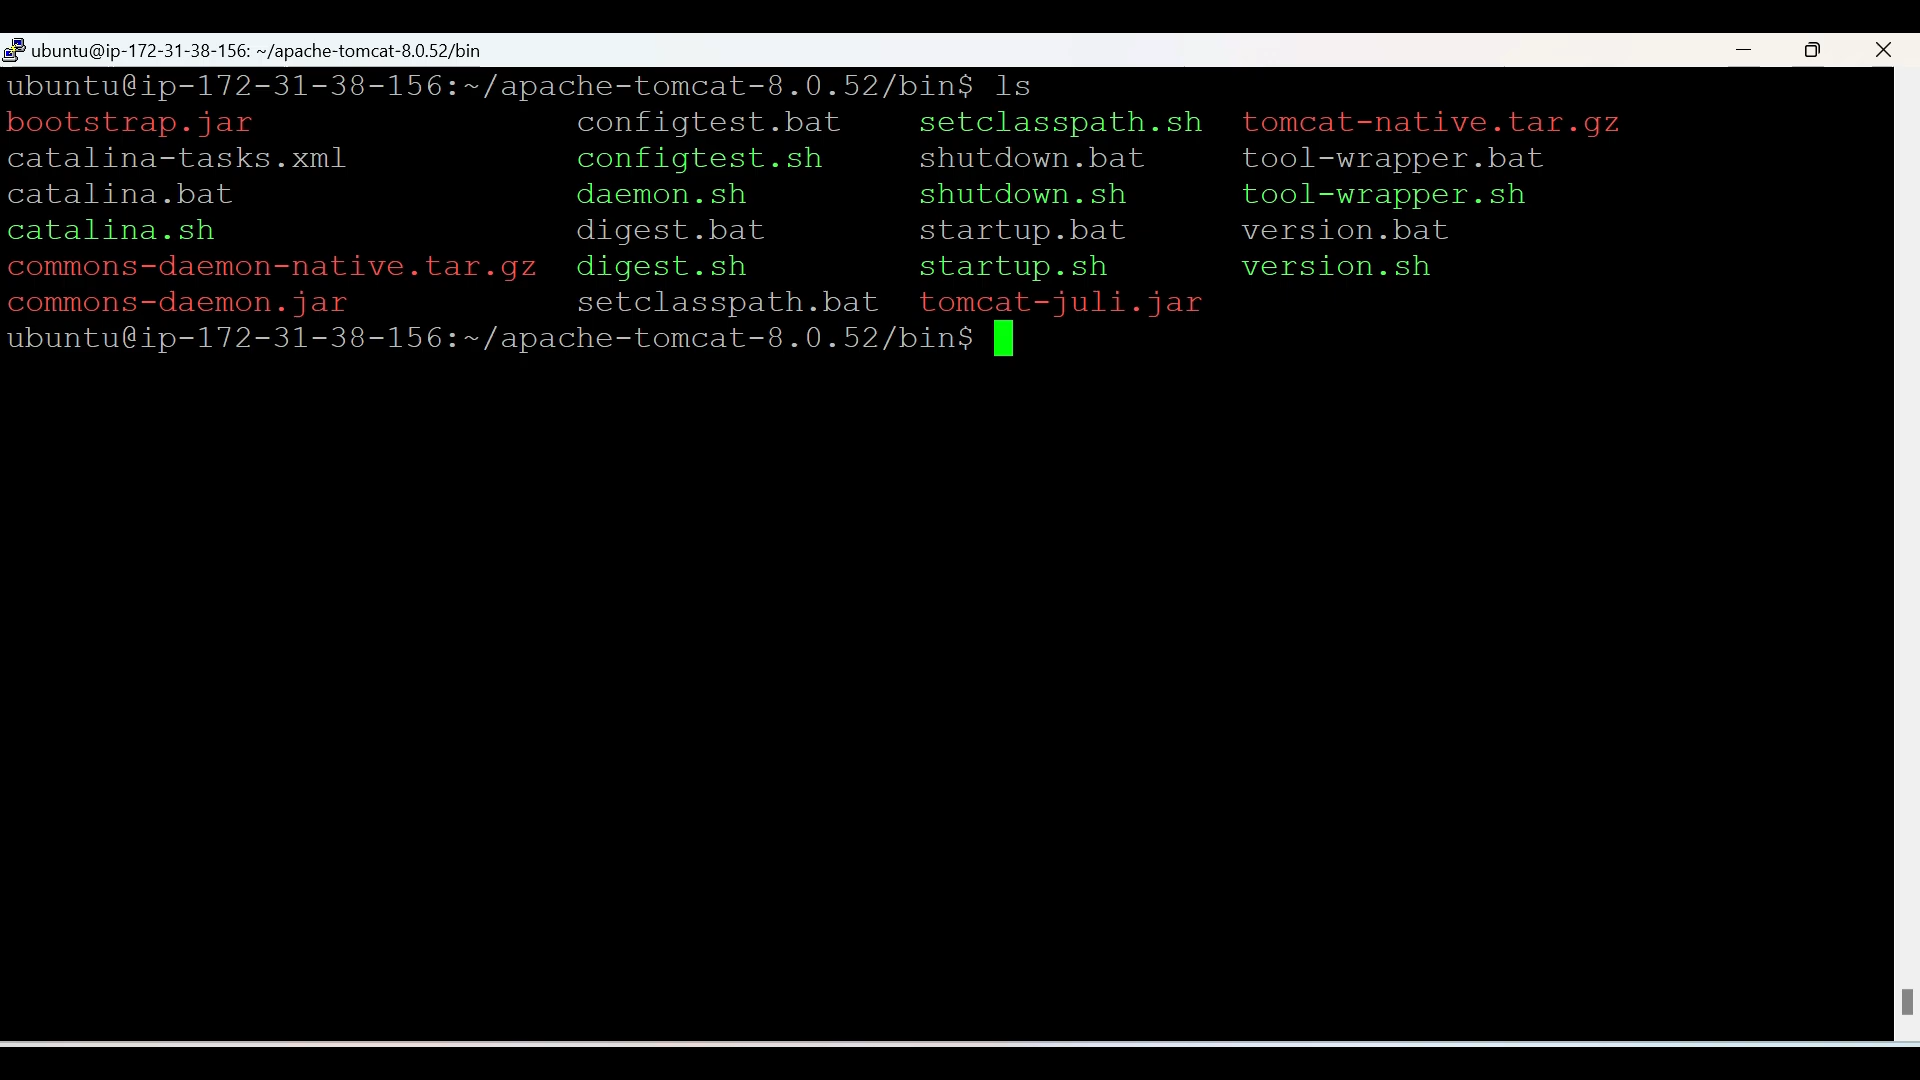 ubuntu@ip-172-31-38-156: ~/apache-tomcat-8.0.52/bin
ubuntu@ip-172-31-38-156:~/apache-tomcat-8.0.52/bin$ ls
bootstrap.jar configtest.bat setclasspath.sh tomcat-native.tar.gz
catalina-tasks.xml configtest.sh shutdown.bat tool-wrapper.bat
catalina.bat daemon.sh shutdown.sh tool-wrapper.sh
catalina.sh digest.bat startup.bat version.bat
commons-daemon-native.tar.gz digest.sh startup.sh version.sh
commons-daemon.jar setclasspath.bat tomcat-juli.jar
ubuntu@ip-172-31-38-156:~/apache-tomcat-8.0.52/bin$